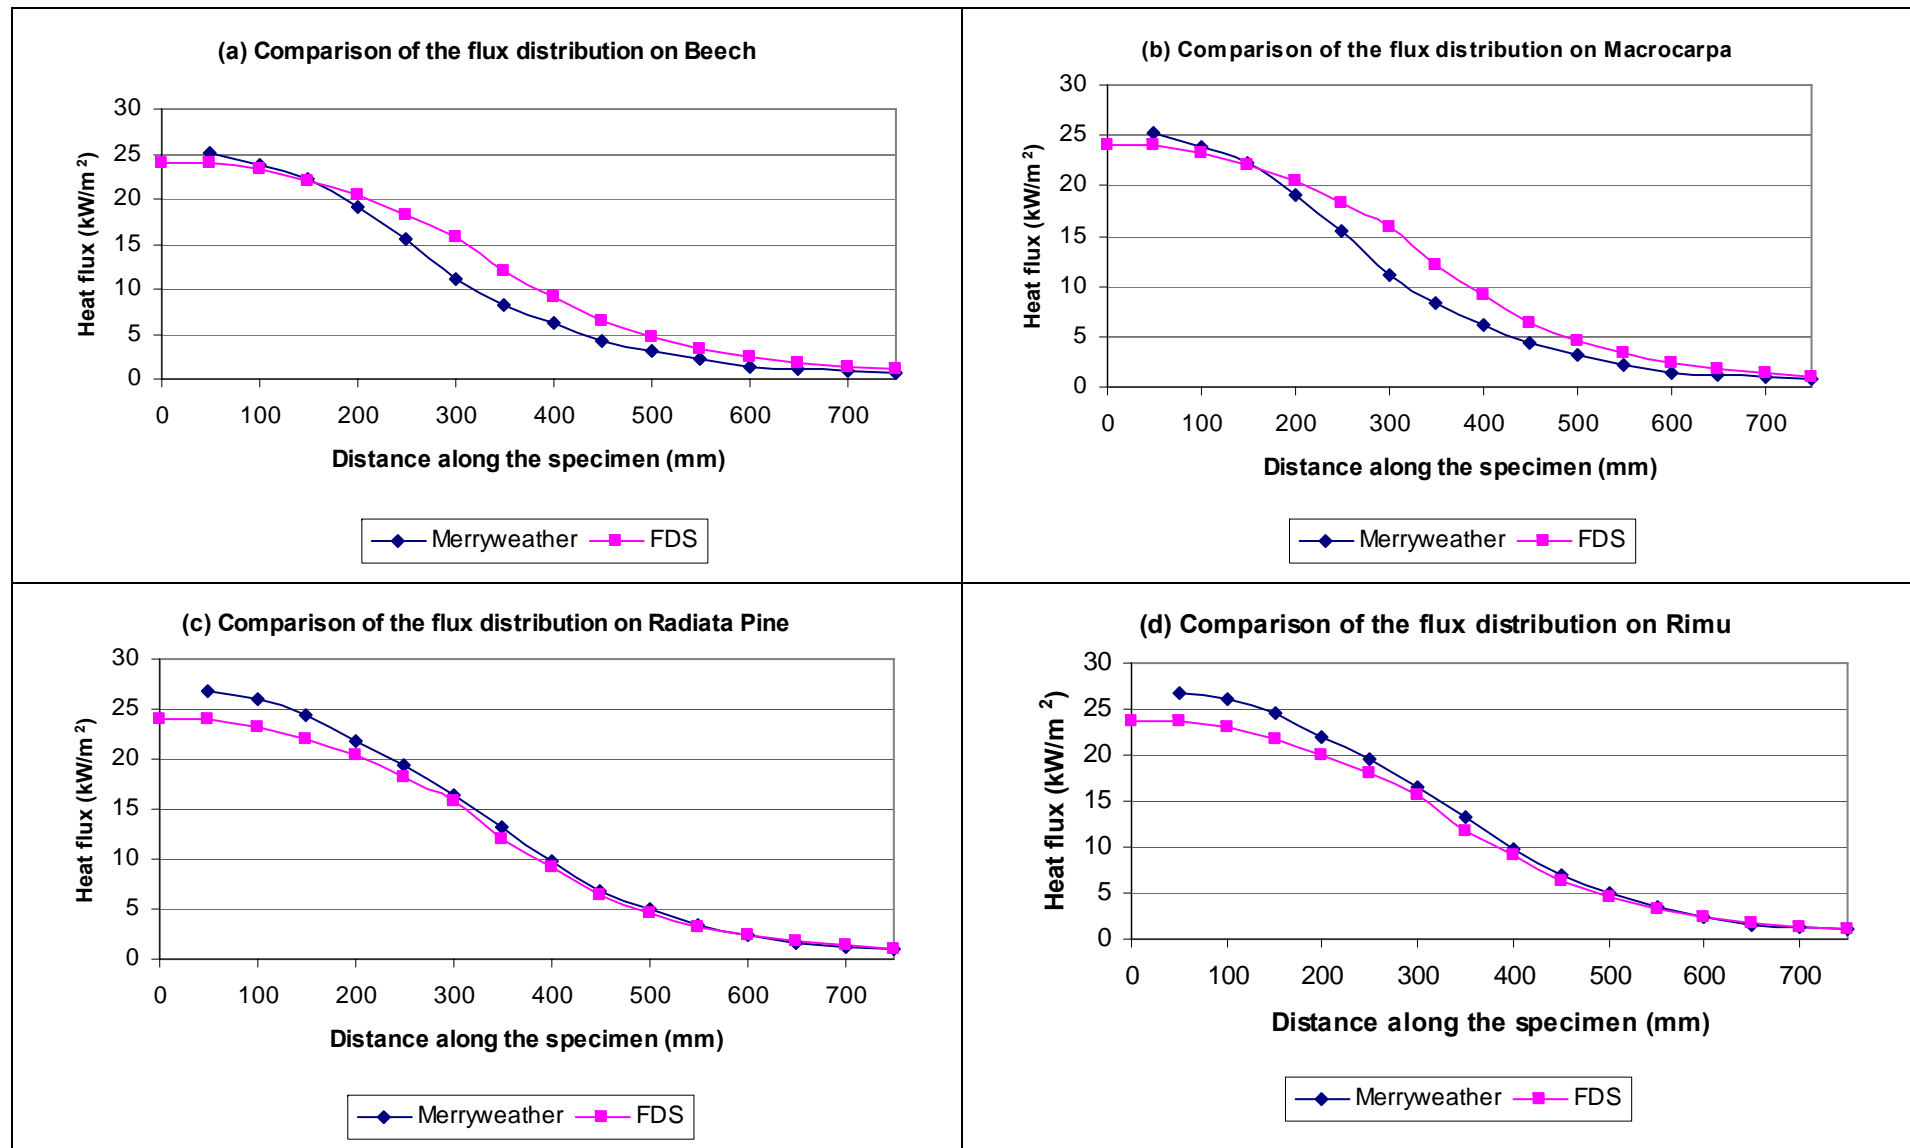 (a) Comparison of the flux distribution on Beech
30
25
20
15
10
5
0
Heat flux (kW/m ²)
0 100 200 300 400 500 600 700
Distance along the specimen (mm)
Merryweather FDS
(b) Comparison of the flux distribution on Macrocarpa
30
25
20
15
10
5
0
Heat flux (kW/m ²)
0 100 200 300 400 500 600 700
Distance along the specimen (mm)
Merryweather FDS
(c) Comparison of the flux distribution on Radiata Pine
30
25
20
15
10
5
0
Heat flux (kW/m ²)
0 100 200 300 400 500 600 700
Distance along the specimen (mm)
Merryweather FDS
(d) Comparison of the flux distribution on Rimu
30
25
20
15
10
5
0
Heat flux (kW/m ²)
0 100 200 300 400 500 600 700
Distance along the specimen (mm)
Merryweather FDS